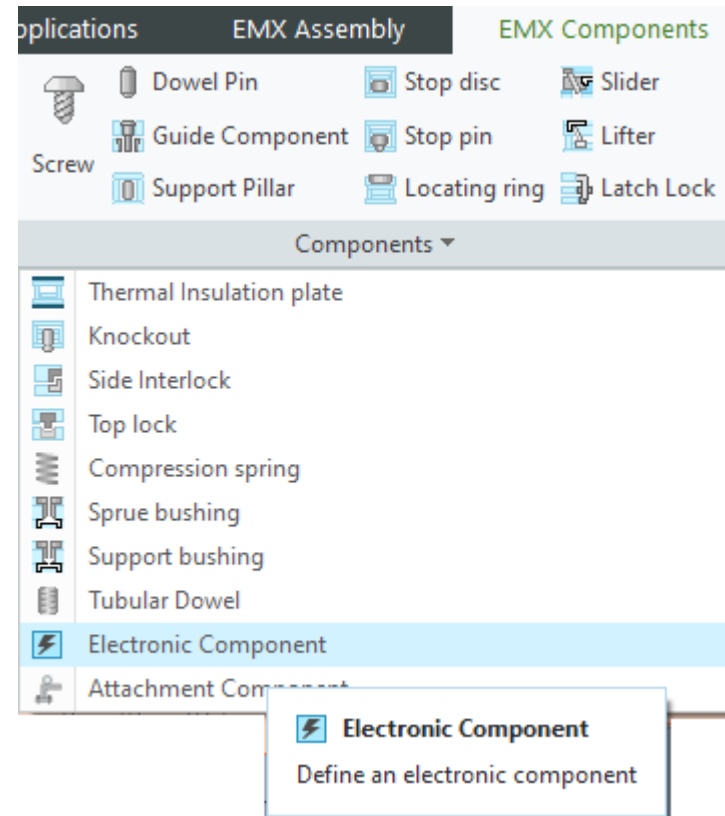 pplications EMX Assembly EMX Components
Dowel Pin Stop disc Slider
Guide Component Stop pin Lifter
Screw
Support Pillar Locating ring Latch Lock
Components
Thermal Insulation plate
Knockout
Side Interlock
Top lock
Compression spring
Sprue bushing
Support bushing
Tubular Dowel
Electronic Component
Attachment Component
Electronic Component
Define an electronic component